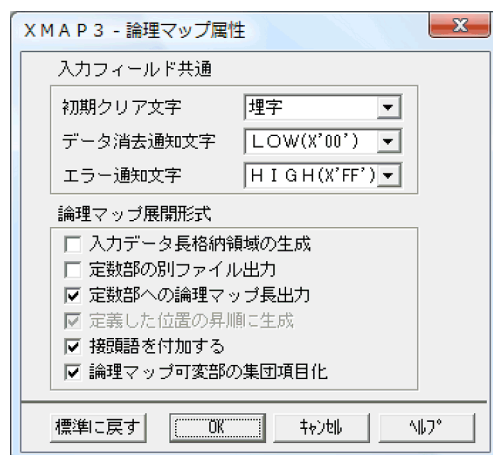 ＸＭＡＰ３-論理マップ属性
入力フィールド共通
初期クリア文字 埋字
データ消去通知文字 ＬＯＷ(X'00')
エラー通知文字 ＨＩＧＨ(X'FF')
論理マップ展開形式
入力データ長格納領域の生成
定数部の別ファイル出力
定数部への論理マップ長出力
定義した位置の昇順に生成
接頭語を付加する
論理マップ可変部の集団項目化
標準に戻す OK ｷｬﾝｾﾙ ﾍﾙﾌﾟ